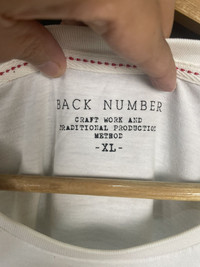 BACK NUMBER
CRAFT WORK AND
TRADITIONAL PRODUCTION
METHOD
-XL-